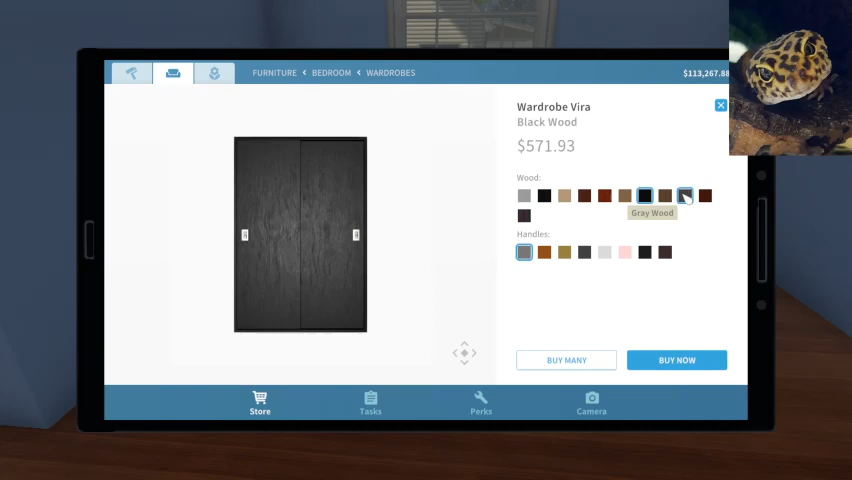 FURNITURE < BEDROOM < WARDROBES
$113,267.88
Wardrobe Vira
Black Wood
$571.93
Wood:
Gray Wood
Handles:
BUY MANY
BUY NOW
Store
Tasks
Perks
Camera